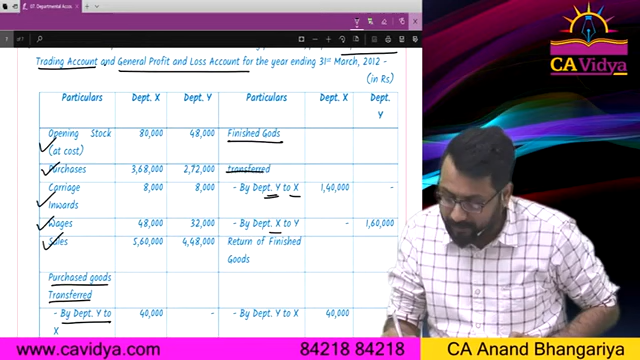 07 Departmental Acco
Trading Account and General Profit and Loss Account for the year ending 31st March, 2012 -
(in Rs)
Particulars Dept. X Dept. Y Particulars Dept. X Dept. Y
Opening Stock (at cost) 80,000 48,000 Finished Gods
Purchases 3,68,000 2,72,000 transferred
Carriage Inwards 8,000 8,000 - By Dept. Y to X 1,40,000 -
Wages 48,000 32,000 - By Dept. X to Y - 1,60,000
Sales 5,60,000 4,48,000 Return of Finished Goods
Purchased goods Transferred
- By Dept. Y to X 40,000 - - By Dept. Y to X 40,000
CA Vidya
www.cavidya.com 84218 84218 CA Anand Bhangariya